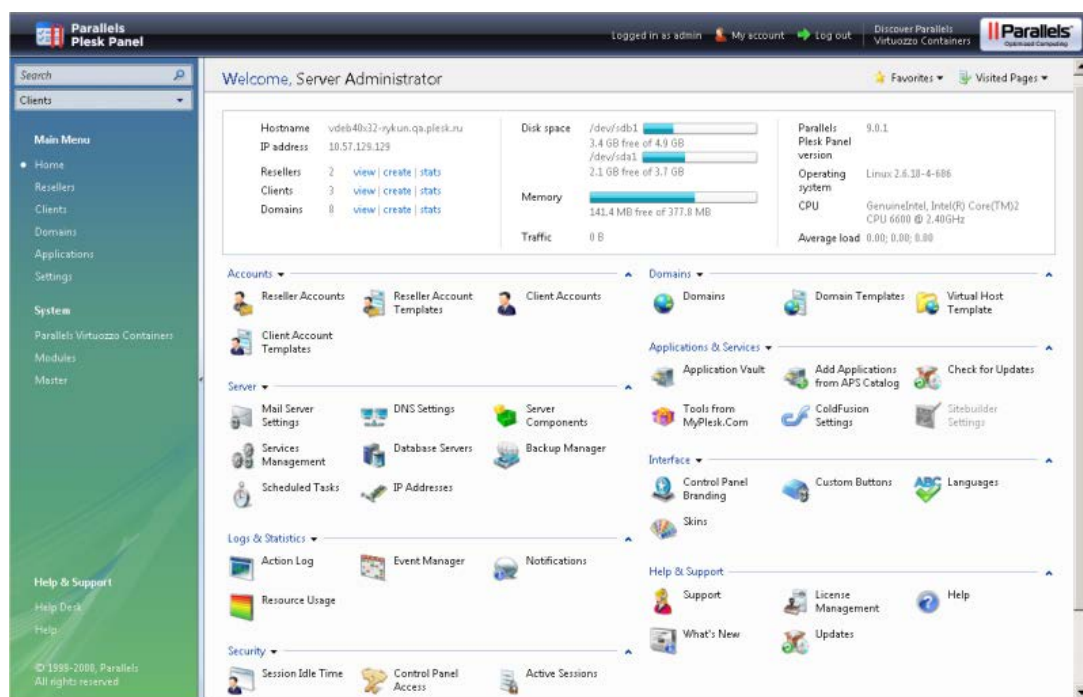 Parallels
Plesk Panel
Logged in as admin My account Log out
Discover Parallels
Virtuozzo Containers
Parallels
Optimized Computing
Search
Clients
Main Menu
Home
Resellers
Clients
Domains
Applications
Settings
System
Parallels Virtuozzo Containers
Modules
Master
Help & Support
Help Desk
Help
© 1999-2008, Parallels
All rights reserved
Welcome, Server Administrator
Favorites Visited Pages
Hostname vdeb40x32-rykun.qa.plesk.ru
IP address 10.57.129.129
Resellers 2 view | create | stats
Clients 3 view | create | stats
Domains 8 view | create | stats
Disk space /dev/sdb1
3.4 GB free of 4.9 GB
/dev/sda1
2.1 GB free of 3.7 GB
Memory
141.4 MB free of 377.8 MB
Traffic 0 B
Parallels
Plesk Panel
version
9.0.1
Operating
system
Linux 2.6.18-4-686
CPU GenuineIntel, Intel(R) Core(TM)2
CPU 6600 @ 2.40GHz
Average load 0.00; 0.00; 0.00
Accounts
Reseller Accounts
Reseller Account
Templates
Client Accounts
Client Account
Templates
Server
Mail Server
Settings
DNS Settings
Server
Components
Services
Management
Database Servers
Backup Manager
Scheduled Tasks
IP Addresses
Logs & Statistics
Action Log
Event Manager
Notifications
Resource Usage
Security
Session Idle Time
Control Panel
Access
Active Sessions
Domains
Domains
Domain Templates
Virtual Host
Template
Applications & Services
Application Vault
Add Applications
from APS Catalog
Check for Updates
Tools from
MyPlesk.Com
ColdFusion
Settings
Sitebuilder
Settings
Interface
Control Panel
Branding
Custom Buttons
ABC
Languages
Skins
Help & Support
Support
License
Management
Help
What's New
Updates